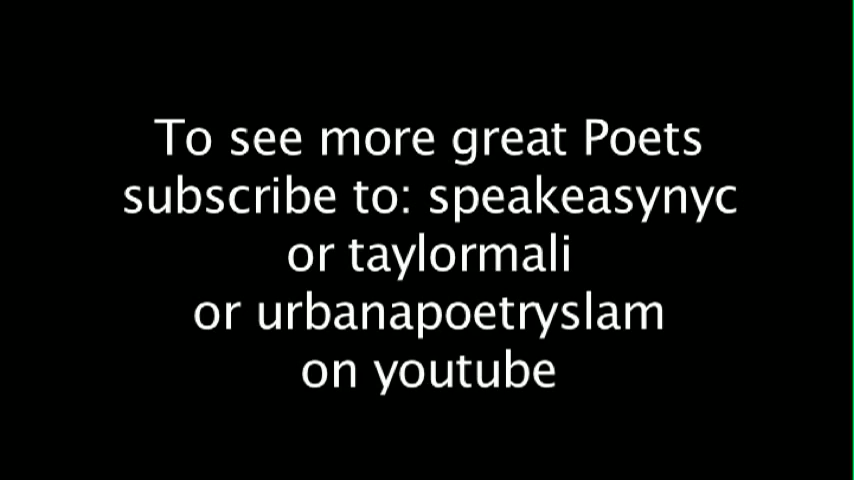 To see more great Poets
subscribe to: speakeasynyc
or taylormali
or urbanapoetryslam
on youtube